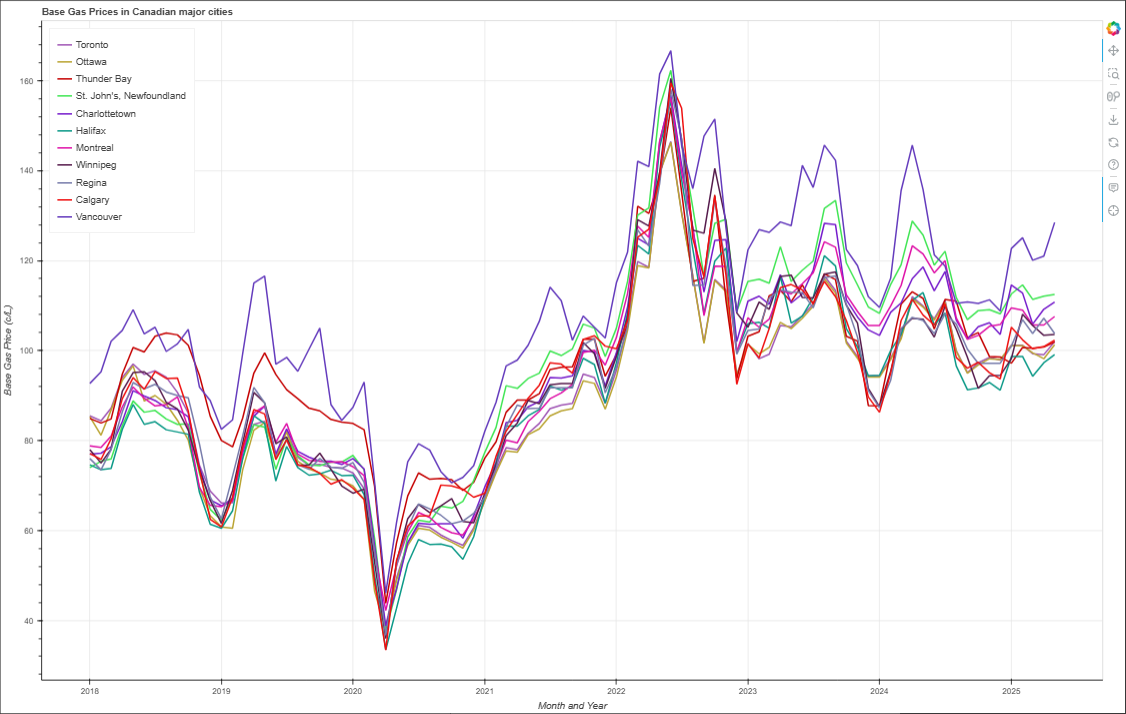 Base Gas Prices in Canadian major cities
Toronto
Ottawa
Thunder Bay
St. John's, Newfoundland
Charlottetown
Halifax
Montreal
Winnipeg
Regina
Calgary
Vancouver
Base Gas Price (c/L)
160
140
120
100
80
60
40
2018
2019
2020
2021
2022
2023
2024
2025
Month and Year